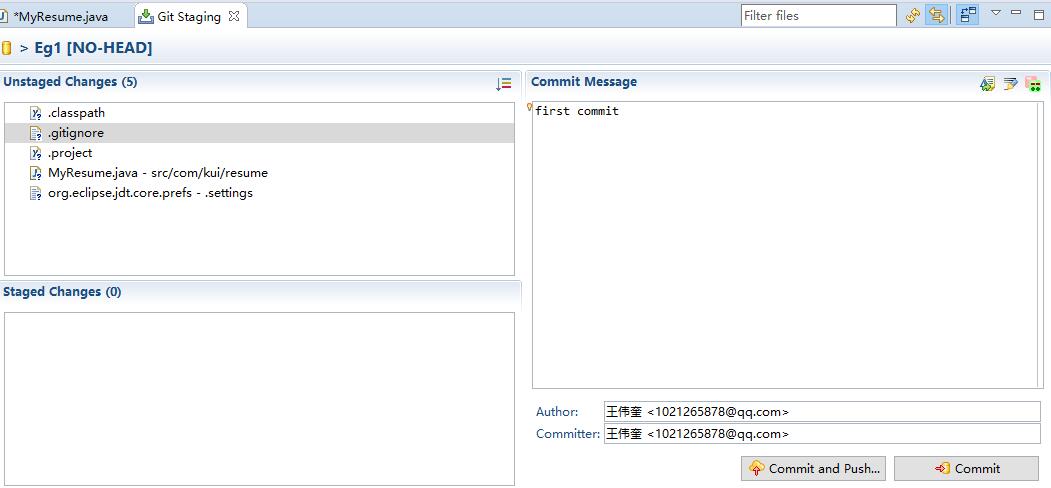 *MyResume.java
Git Staging
Filter files
> Eg1 [NO-HEAD]
Unstaged Changes (5)
.classpath
.gitignore
.project
MyResume.java - src/com/kui/resume
org.eclipse.jdt.core.prefs - .settings
Staged Changes (0)
Commit Message
first commit
Author: 王伟奎 <1021265878@qq.com>
Committer: 王伟奎 <1021265878@qq.com>
Commit and Push...
Commit